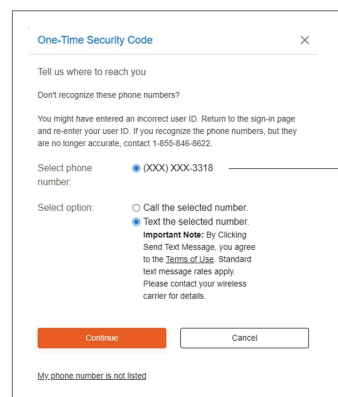 One-Time Security Code
Tell us where to reach you
Don't recognize these phone numbers?
You might have entered an incorrect user ID. Return to the sign-in page
and re-enter your user ID. If you recognize the phone numbers, but they
are no longer accurate, contact 1-855-846-8622.
Select phone
number:
(XXX) XXX-3318
Select option:
Call the selected number.
Text the selected number.
Important Note: By Clicking
Send Text Message, you agree
to the Terms of Use. Standard
text message rates apply.
Please contact your wireless
carrier for details.
Continue
Cancel
My phone number is not listed